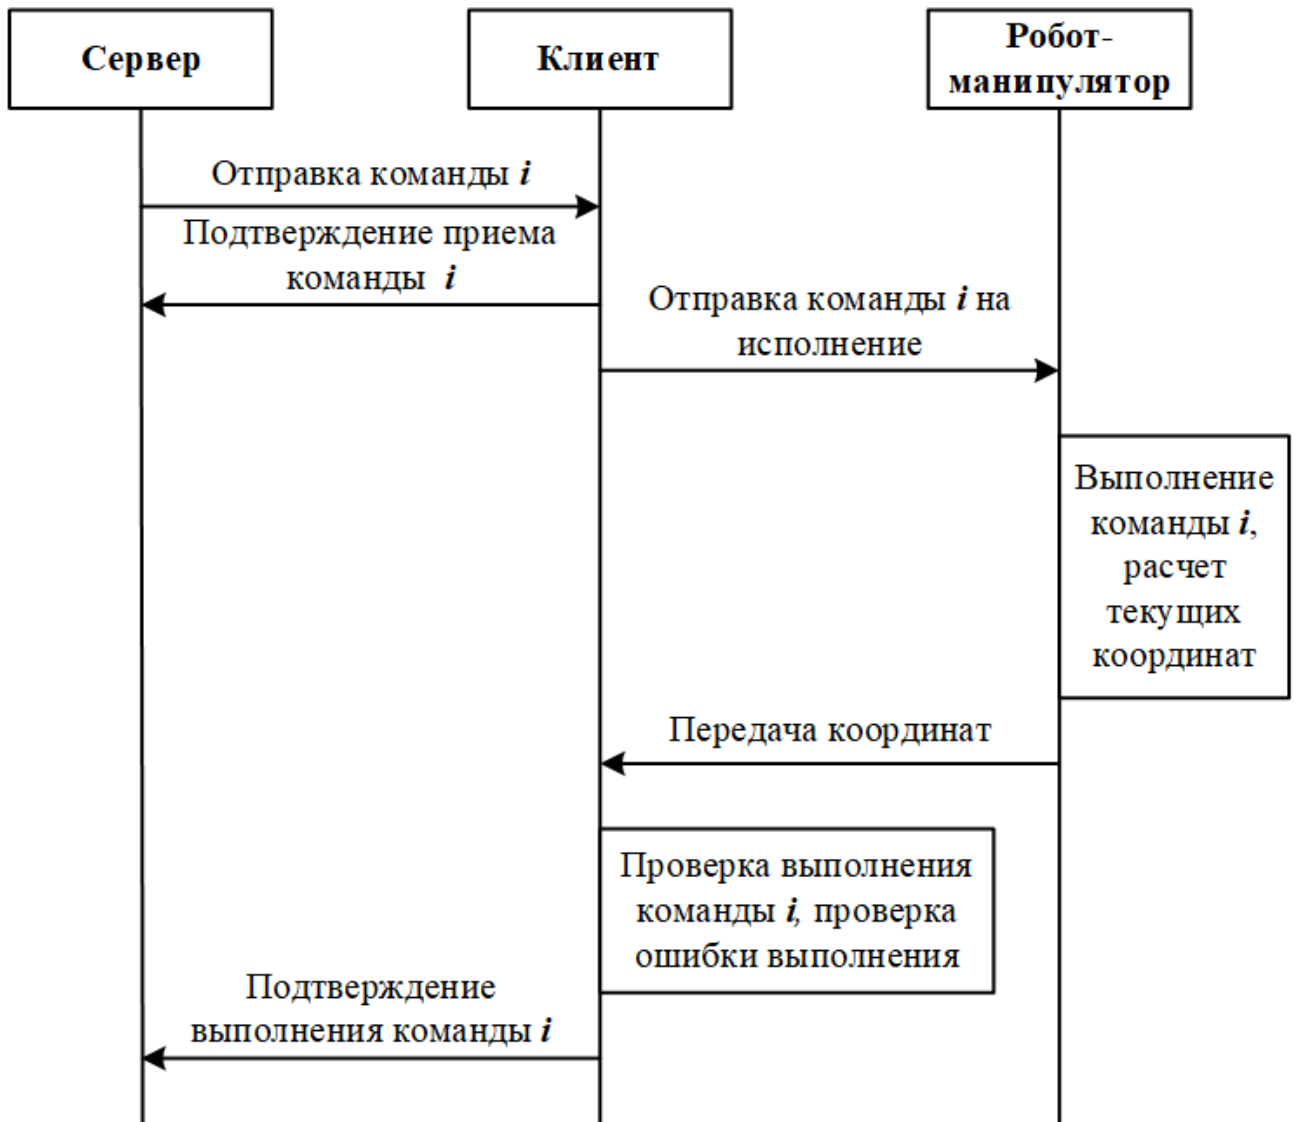 Сервер
Клиент
Робот-
манипулятор
Отправка команды i
Подтверждение приема
команды i
Отправка команды i на
исполнение
Выполнение
команды i,
расчет
текущих
координат
Передача координат
Проверка выполнения
команды i, проверка
ошибки выполнения
Подтверждение
выполнения команды i